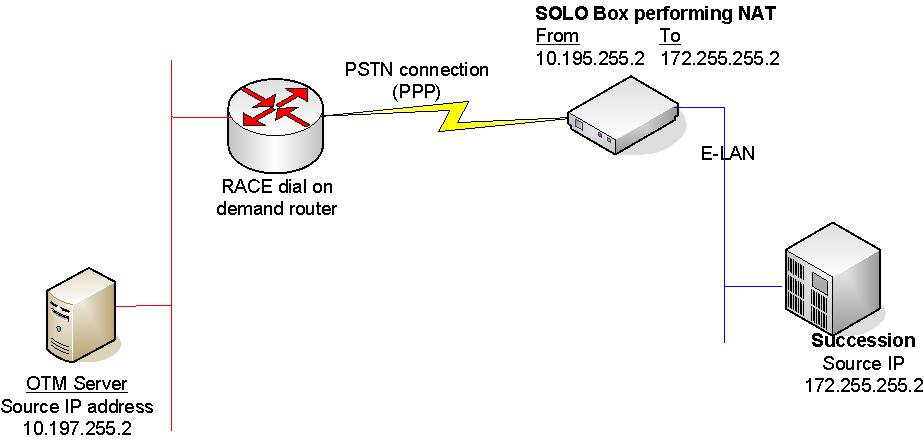 SOLO Box performing NAT
From To
10.195.255.2 172.255.255.2
PSTN connection
(PPP)
E-LAN
RACE dial on
demand router
OTM Server
Source IP address
10.197.255.2
Succession
Source IP
172.255.255.2